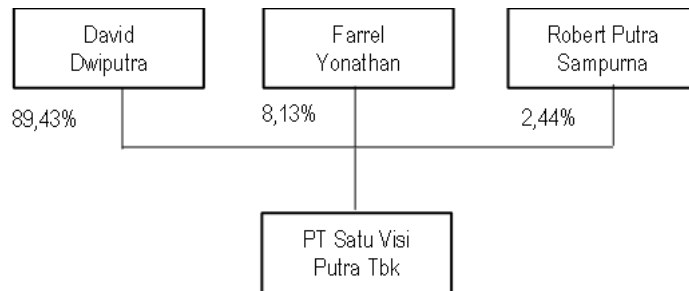 David
Dwiputra
Farrel
Yonathan
Robert Putra
Sampurna
89,43%
8,13%
2,44%
PT Satu Visi
Putra Tbk